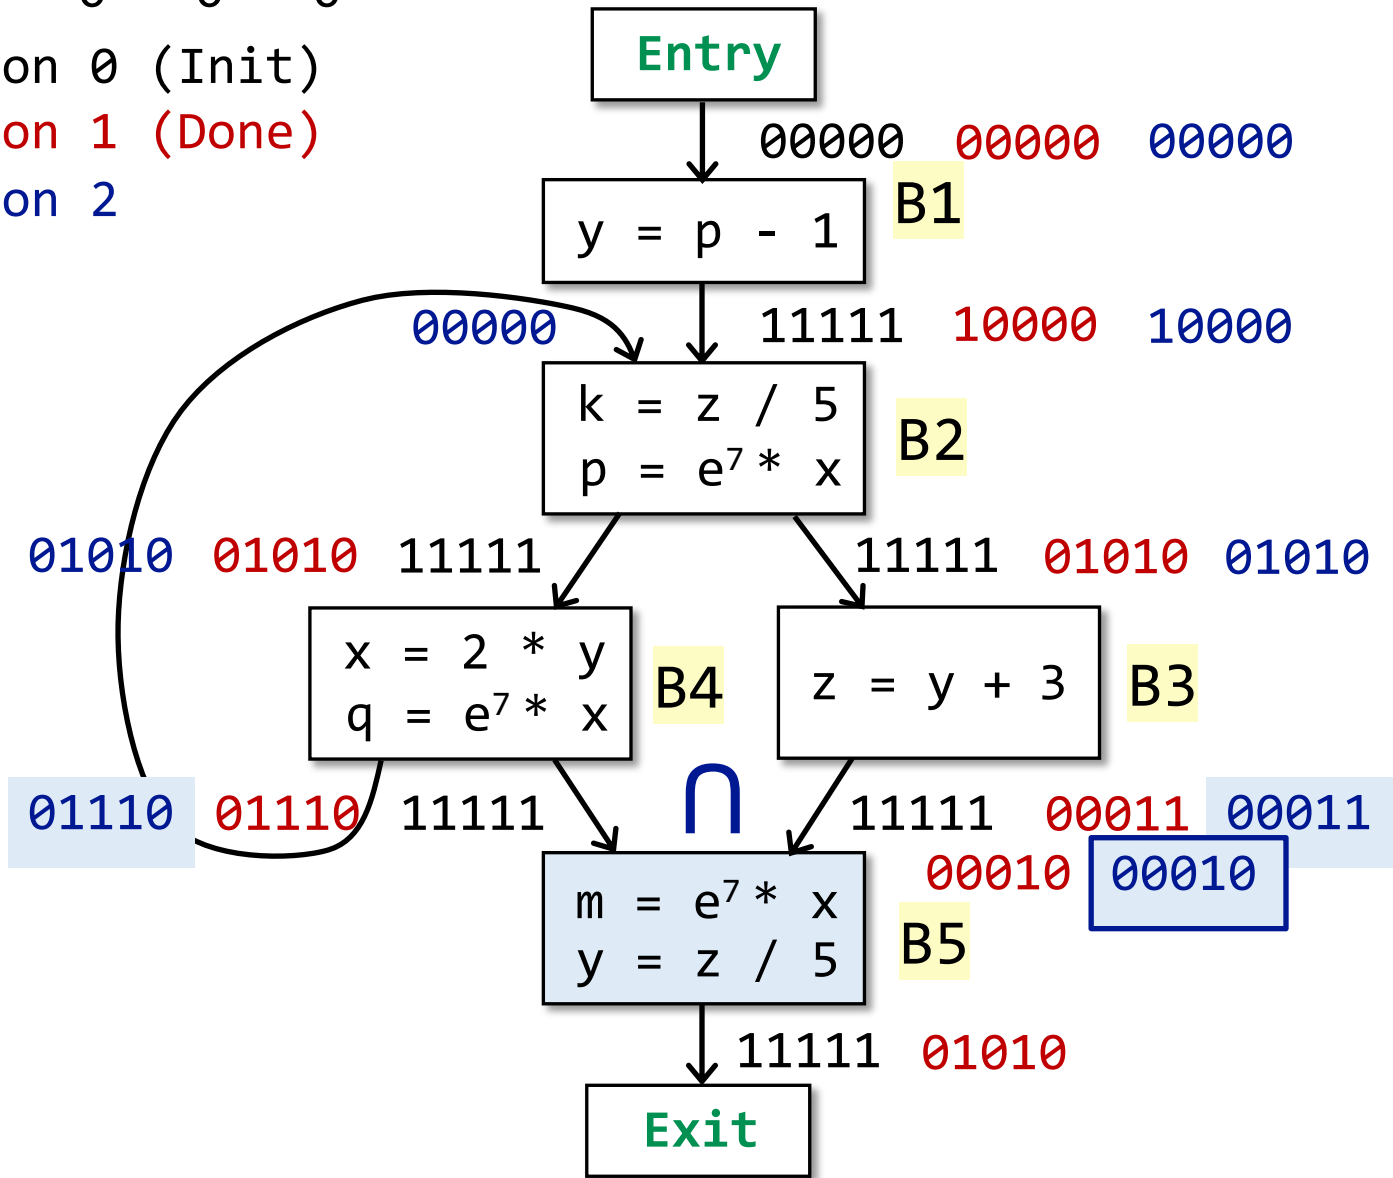 on 0 (Init)
on 1 (Done)
on 2
Entry
00000 00000 00000
B1
y = p - 1
00000
11111 10000 10000
k = z / 5
p = e⁷ * x
B2
01010 01010 11111
11111 01010 01010
x = 2 * y
q = e⁷ * x
B4
z = y + 3
B3
01110 01110 11111
∩
11111 00011 00011
00010 00010
m = e⁷ * x
y = z / 5
B5
11111 01010
Exit